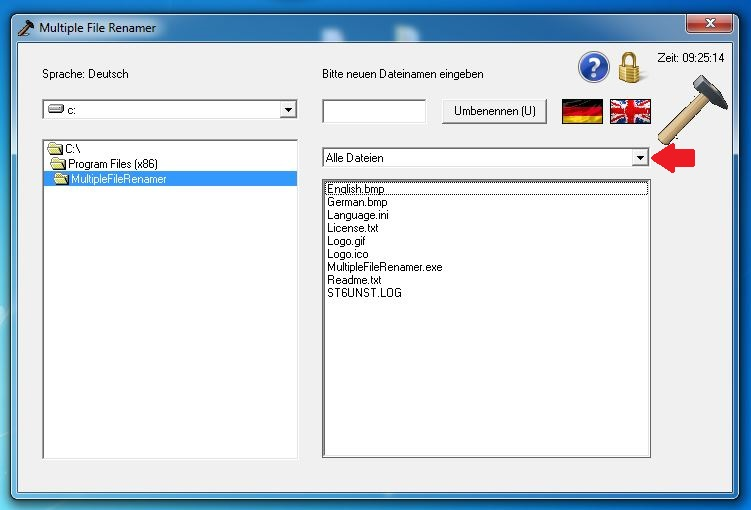 Multiple File Renamer
Zeit: 09:25:14
Sprache: Deutsch
Bitte neuen Dateinamen eingeben
c:
Umbenennen (U)
C:\
Program Files (x86)
MultipleFileRenamer
Alle Dateien
English.bmp
German.bmp
Language.ini
License.txt
Logo.gif
Logo.ico
MultipleFileRenamer.exe
Readme.txt
ST6UNST.LOG